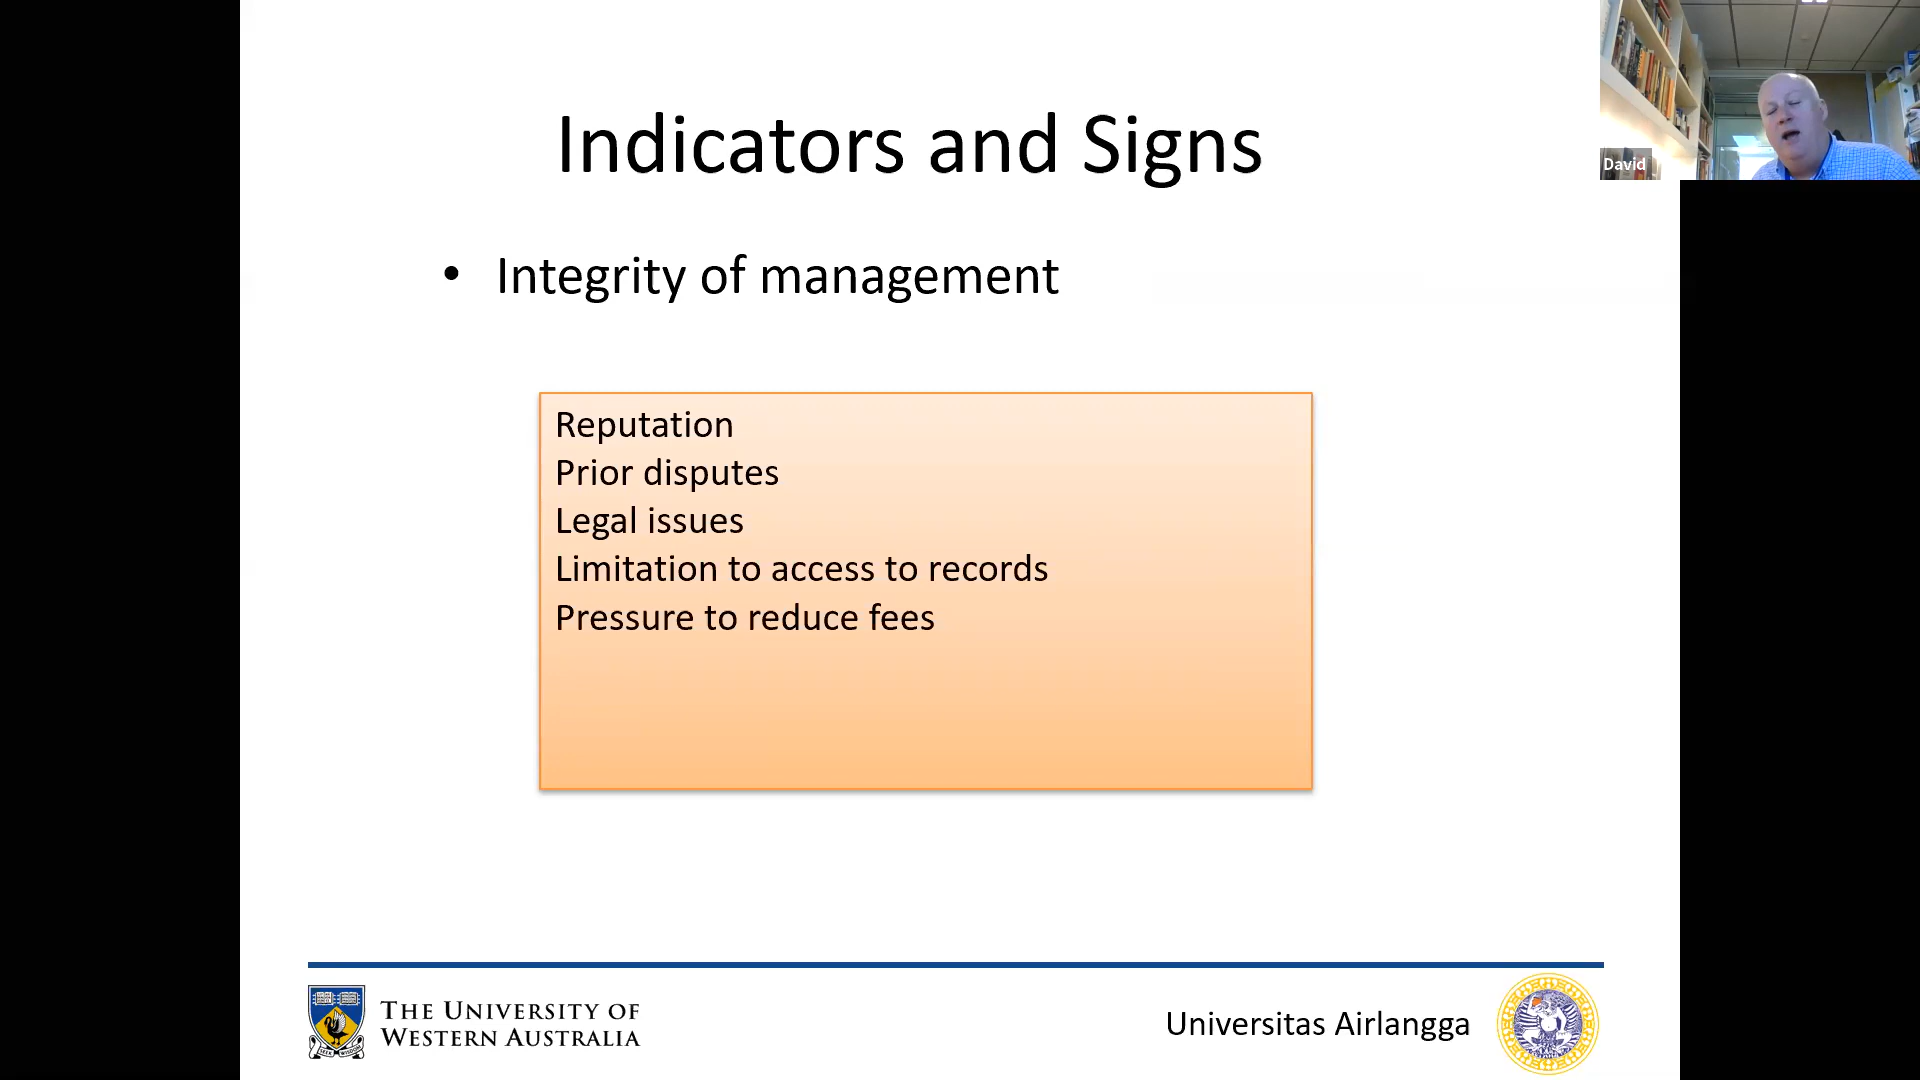 Indicators and Signs
David
• Integrity of management
Reputation
Prior disputes
Legal issues
Limitation to access to records
Pressure to reduce fees
THE UNIVERSITY OF
WESTERN AUSTRALIA
Universitas Airlangga